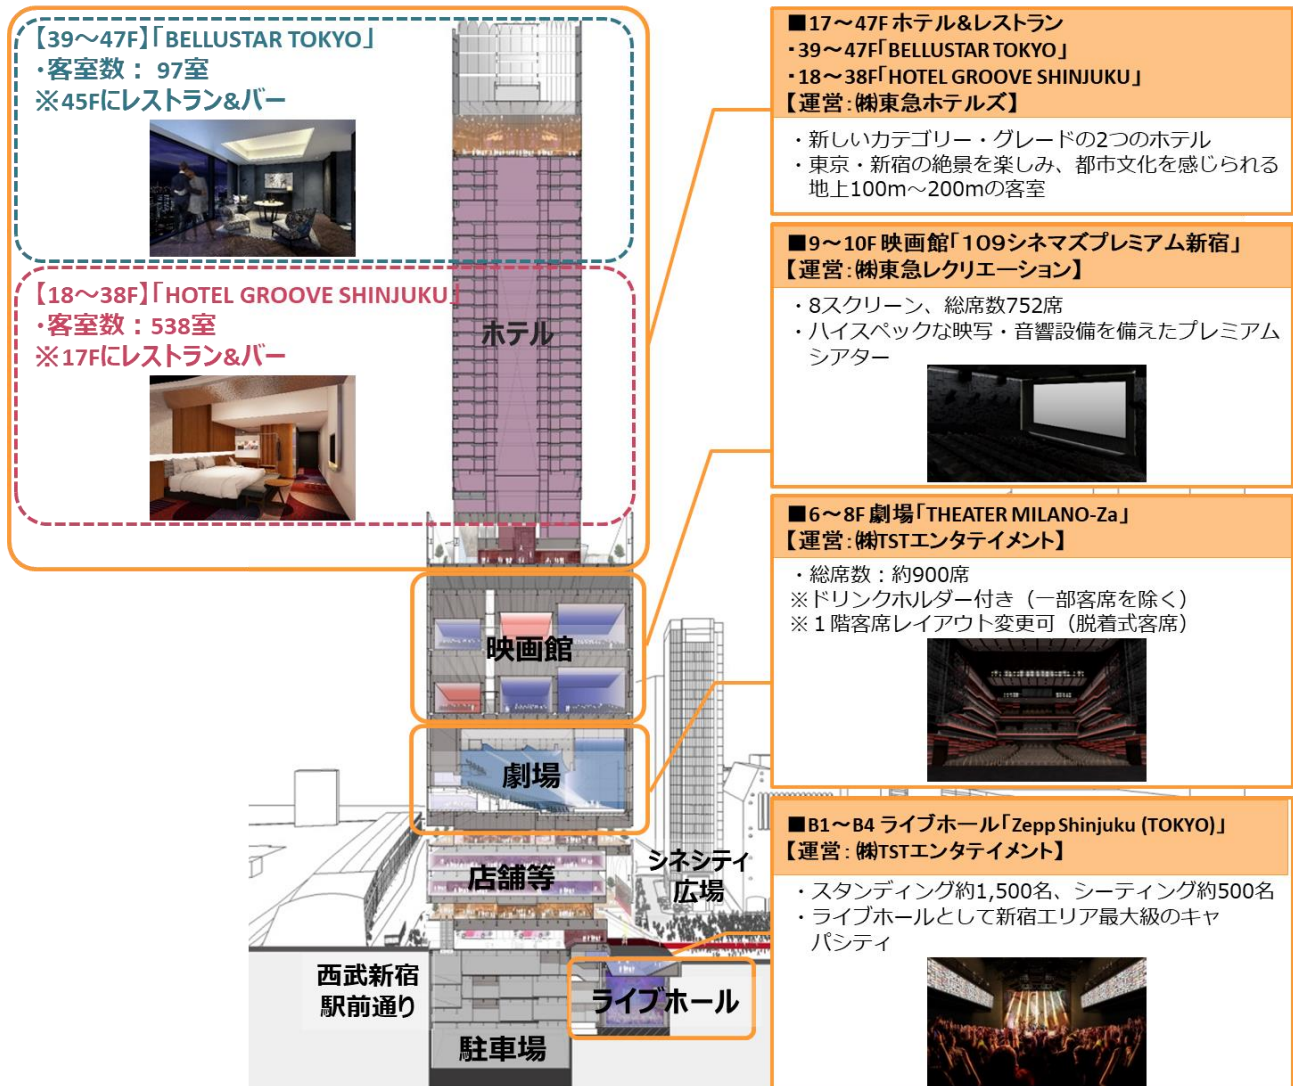 【39～47F】「BELLUSTAR TOKYO」
・客室数： 97室
※45Fにレストラン&バー
【18～38F】「HOTEL GROOVE SHINJUKU」
・客室数：538室
※17Fにレストラン&バー
ホテル
映画館
劇場
店舗等
シネシティ
広場
西武新宿
駅前通り
ライブホール
駐車場
■17～47F ホテル&レストラン
・39～47F「BELLUSTAR TOKYO」
・18～38F「HOTEL GROOVE SHINJUKU」
【運営：㈱東急ホテルズ】
・新しいカテゴリー・グレードの2つのホテル
・東京・新宿の絶景を楽しみ、都市文化を感じられる
地上100m～200mの客室
■9～10F 映画館「109シネマズプレミアム新宿」
【運営：㈱東急レクリエーション】
・8スクリーン、総席数752席
・ハイスペックな映写・音響設備を備えたプレミアム
シアター
■6～8F 劇場「THEATER MILANO-Za」
【運営：㈱TSTエンタテイメント】
・総席数：約900席
※ドリンクホルダー付き（一部客席を除く）
※１階客席レイアウト変更可（脱着式客席）
■B1～B4 ライブホール「Zepp Shinjuku (TOKYO)」
【運営：㈱TSTエンタテイメント】
・スタンディング約1,500名、シーティング約500名
・ライブホールとして新宿エリア最大級のキャ
パシティ